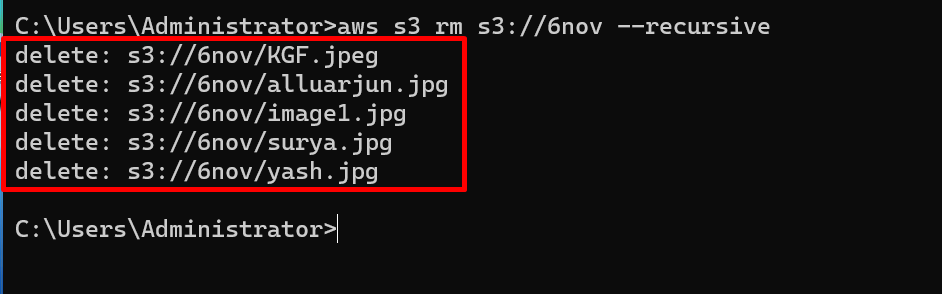 C:\Users\Administrator>aws s3 rm s3://6nov --recursive
delete: s3://6nov/KGF.jpeg
delete: s3://6nov/alluarjun.jpg
delete: s3://6nov/image1.jpg
delete: s3://6nov/surya.jpg
delete: s3://6nov/yash.jpg
C:\Users\Administrator>